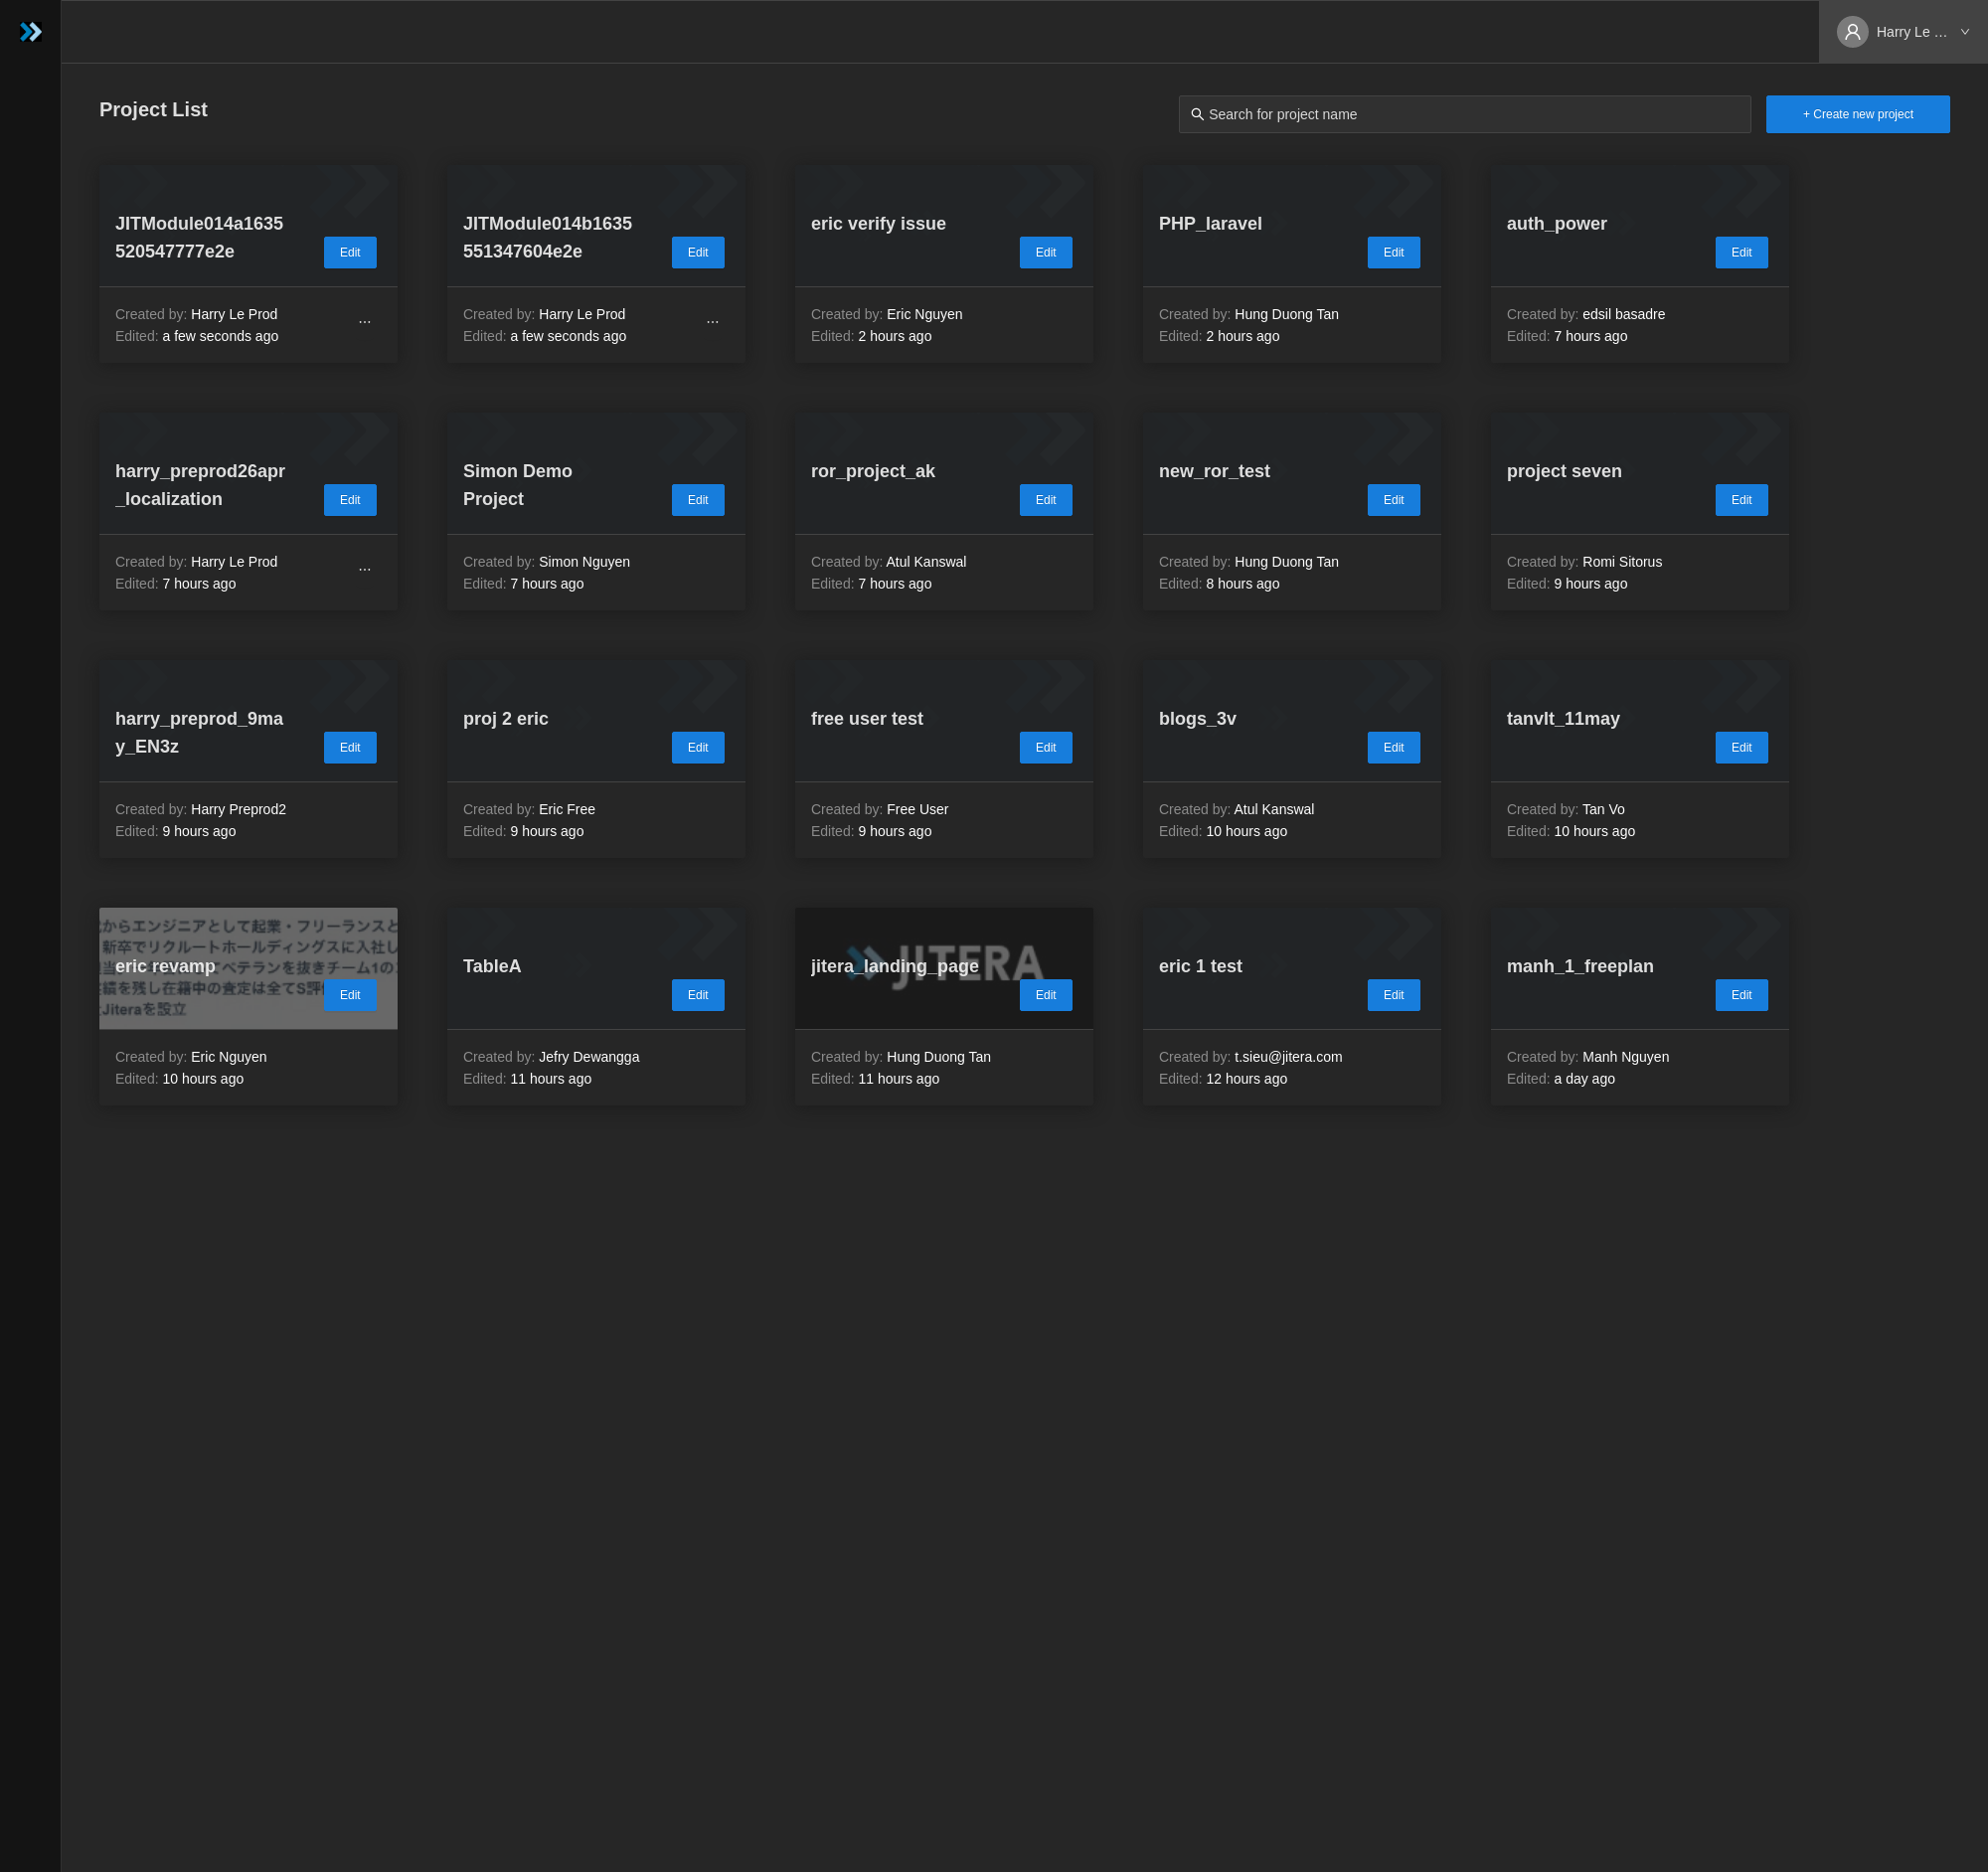 Harry Le ...
Project List
Search for project name
+ Create new project
JITModule014a1635
520547777e2e
Edit
Created by: Harry Le Prod
Edited: a few seconds ago
...
JITModule014b1635
551347604e2e
Edit
Created by: Harry Le Prod
Edited: a few seconds ago
...
eric verify issue
Edit
Created by: Eric Nguyen
Edited: 2 hours ago
PHP_laravel
Edit
Created by: Hung Duong Tan
Edited: 2 hours ago
auth_power
Edit
Created by: edsil basadre
Edited: 7 hours ago
harry_preprod26apr
_localization
Edit
Created by: Harry Le Prod
Edited: 7 hours ago
...
Simon Demo
Project
Edit
Created by: Simon Nguyen
Edited: 7 hours ago
ror_project_ak
Edit
Created by: Atul Kanswal
Edited: 7 hours ago
new_ror_test
Edit
Created by: Hung Duong Tan
Edited: 8 hours ago
project seven
Edit
Created by: Romi Sitorus
Edited: 9 hours ago
harry_preprod_9ma
y_EN3z
Edit
Created by: Harry Preprod2
Edited: 9 hours ago
proj 2 eric
Edit
Created by: Eric Free
Edited: 9 hours ago
free user test
Edit
Created by: Free User
Edited: 9 hours ago
blogs_3v
Edit
Created by: Atul Kanswal
Edited: 10 hours ago
tanvlt_11may
Edit
Created by: Tan Vo
Edited: 10 hours ago
からエンジニアとして起業・フリーランスと
新卒でリクルートホールディングスに入社し
eric revamp
てベテランを抜きチーム1の
を残し在籍中の査定は全てS評
Jiteraを設立
Edit
Created by: Eric Nguyen
Edited: 10 hours ago
TableA
Edit
Created by: Jefry Dewangga
Edited: 11 hours ago
JITERA
jitera_landing_page
Edit
Created by: Hung Duong Tan
Edited: 11 hours ago
eric 1 test
Edit
Created by: t.sieu@jitera.com
Edited: 12 hours ago
manh_1_freeplan
Edit
Created by: Manh Nguyen
Edited: a day ago